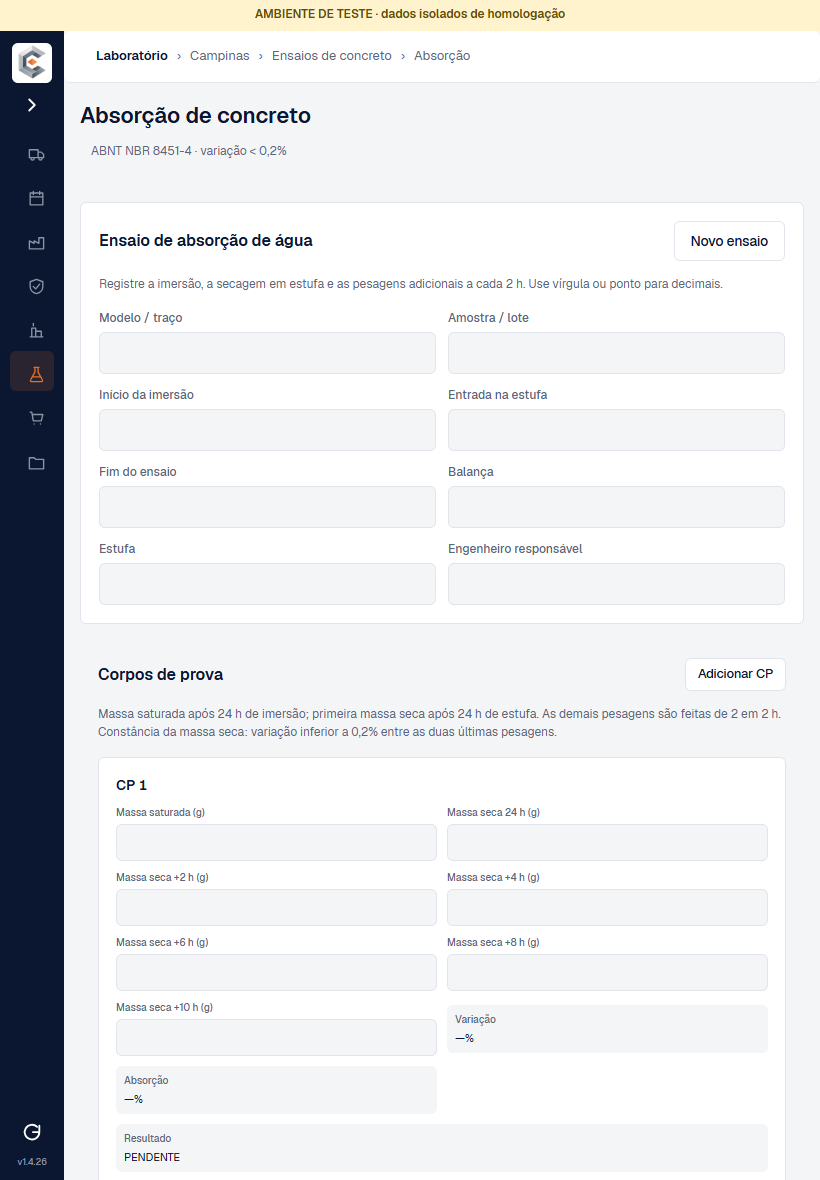 AMBIENTE DE TESTE · dados isolados de homologação
Laboratório › Campinas › Ensaios de concreto › Absorção
Absorção de concreto
ABNT NBR 8451-4 · variação < 0,2%
Ensaio de absorção de água
Novo ensaio
Registre a imersão, a secagem em estufa e as pesagens adicionais a cada 2 h. Use vírgula ou ponto para decimais.
Modelo / traço
Amostra / lote
Início da imersão
Entrada na estufa
Fim do ensaio
Balança
Estufa
Engenheiro responsável
Corpos de prova
Adicionar CP
Massa saturada após 24 h de imersão; primeira massa seca após 24 h de estufa. As demais pesagens são feitas de 2 em 2 h.
Constância da massa seca: variação inferior a 0,2% entre as duas últimas pesagens.
CP 1
Massa saturada (g)
Massa seca 24 h (g)
Massa seca +2 h (g)
Massa seca +4 h (g)
Massa seca +6 h (g)
Massa seca +8 h (g)
Massa seca +10 h (g)
Variação
—%
Absorção
—%
Resultado
PENDENTE
v1.4.26